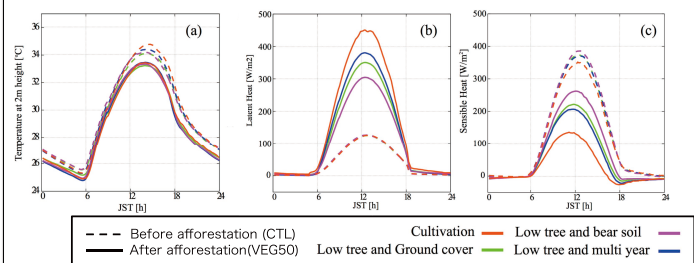 (a)
Temperature at 2m height [℃]
36
34
32
30
28
26
24
0
6
12
18
24
JST [h]
(b)
Latent Heat [W/m2]
500
400
300
200
100
0
0
6
12
18
24
JST [h]
(c)
Sensible Heat [W/m²]
500
400
300
200
100
0
0
6
12
18
24
JST [h]
Before afforestation (CTL)
After afforestation(VEG50)
Cultivation
Low tree and bear soil
Low tree and Ground cover
Low tree and multi year